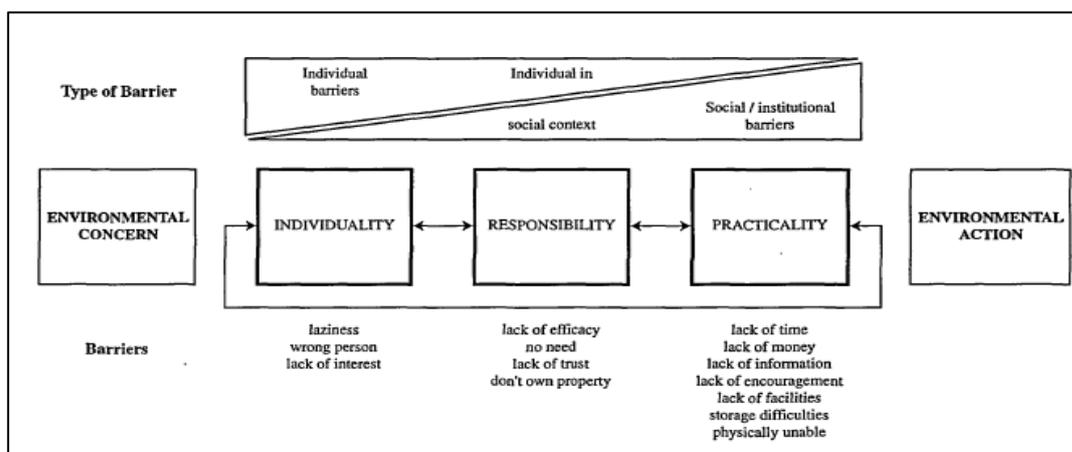 Type of Barrier
Individual
barriers
Individual in
social context
Social / institutional
barriers
ENVIRONMENTAL
CONCERN
INDIVIDUALITY
RESPONSIBILITY
PRACTICALITY
ENVIRONMENTAL
ACTION
Barriers
laziness
wrong person
lack of interest
lack of efficacy
no need
lack of trust
don't own property
lack of time
lack of money
lack of information
lack of encouragement
lack of facilities
storage difficulties
physically unable